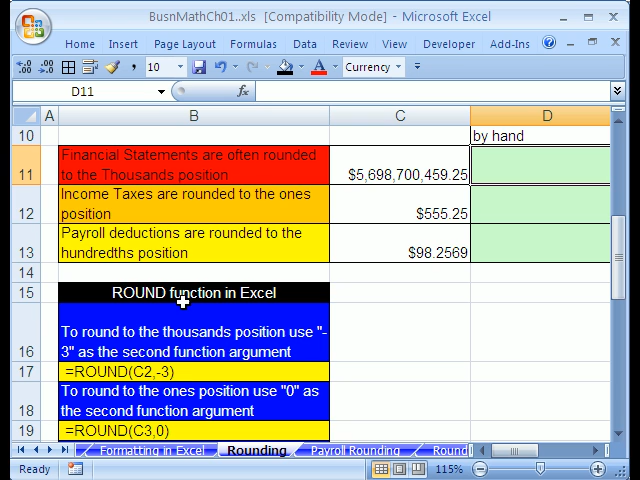 BusnMathCh01..xls [Compatibility Mode] - Microsoft Excel
Home Insert Page Layout Formulas Data Review View Developer Add-Ins
10 Currency
D11 fx
A B C D
10 by hand
11 Financial Statements are often rounded
to the Thousands position $5,698,700,459.25
12 Income Taxes are rounded to the ones
position $555.25
13 Payroll deductions are rounded to the
hundredths position $98.2569
14
15 ROUND function in Excel
16 To round to the thousands position use "-
3" as the second function argument
17 =ROUND(C2,-3)
18 To round to the ones position use "0" as
the second function argument
19 =ROUND(C3,0)
Formatting in Excel Rounding Payroll Rounding Round
Ready 115%